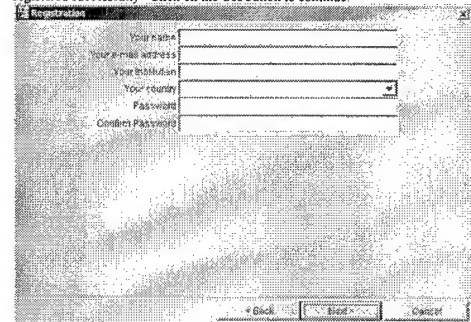 Registration
Your name
Your e-mail address
Your institution
Your country
Password
Confirm Password
< Back Next > Cancel